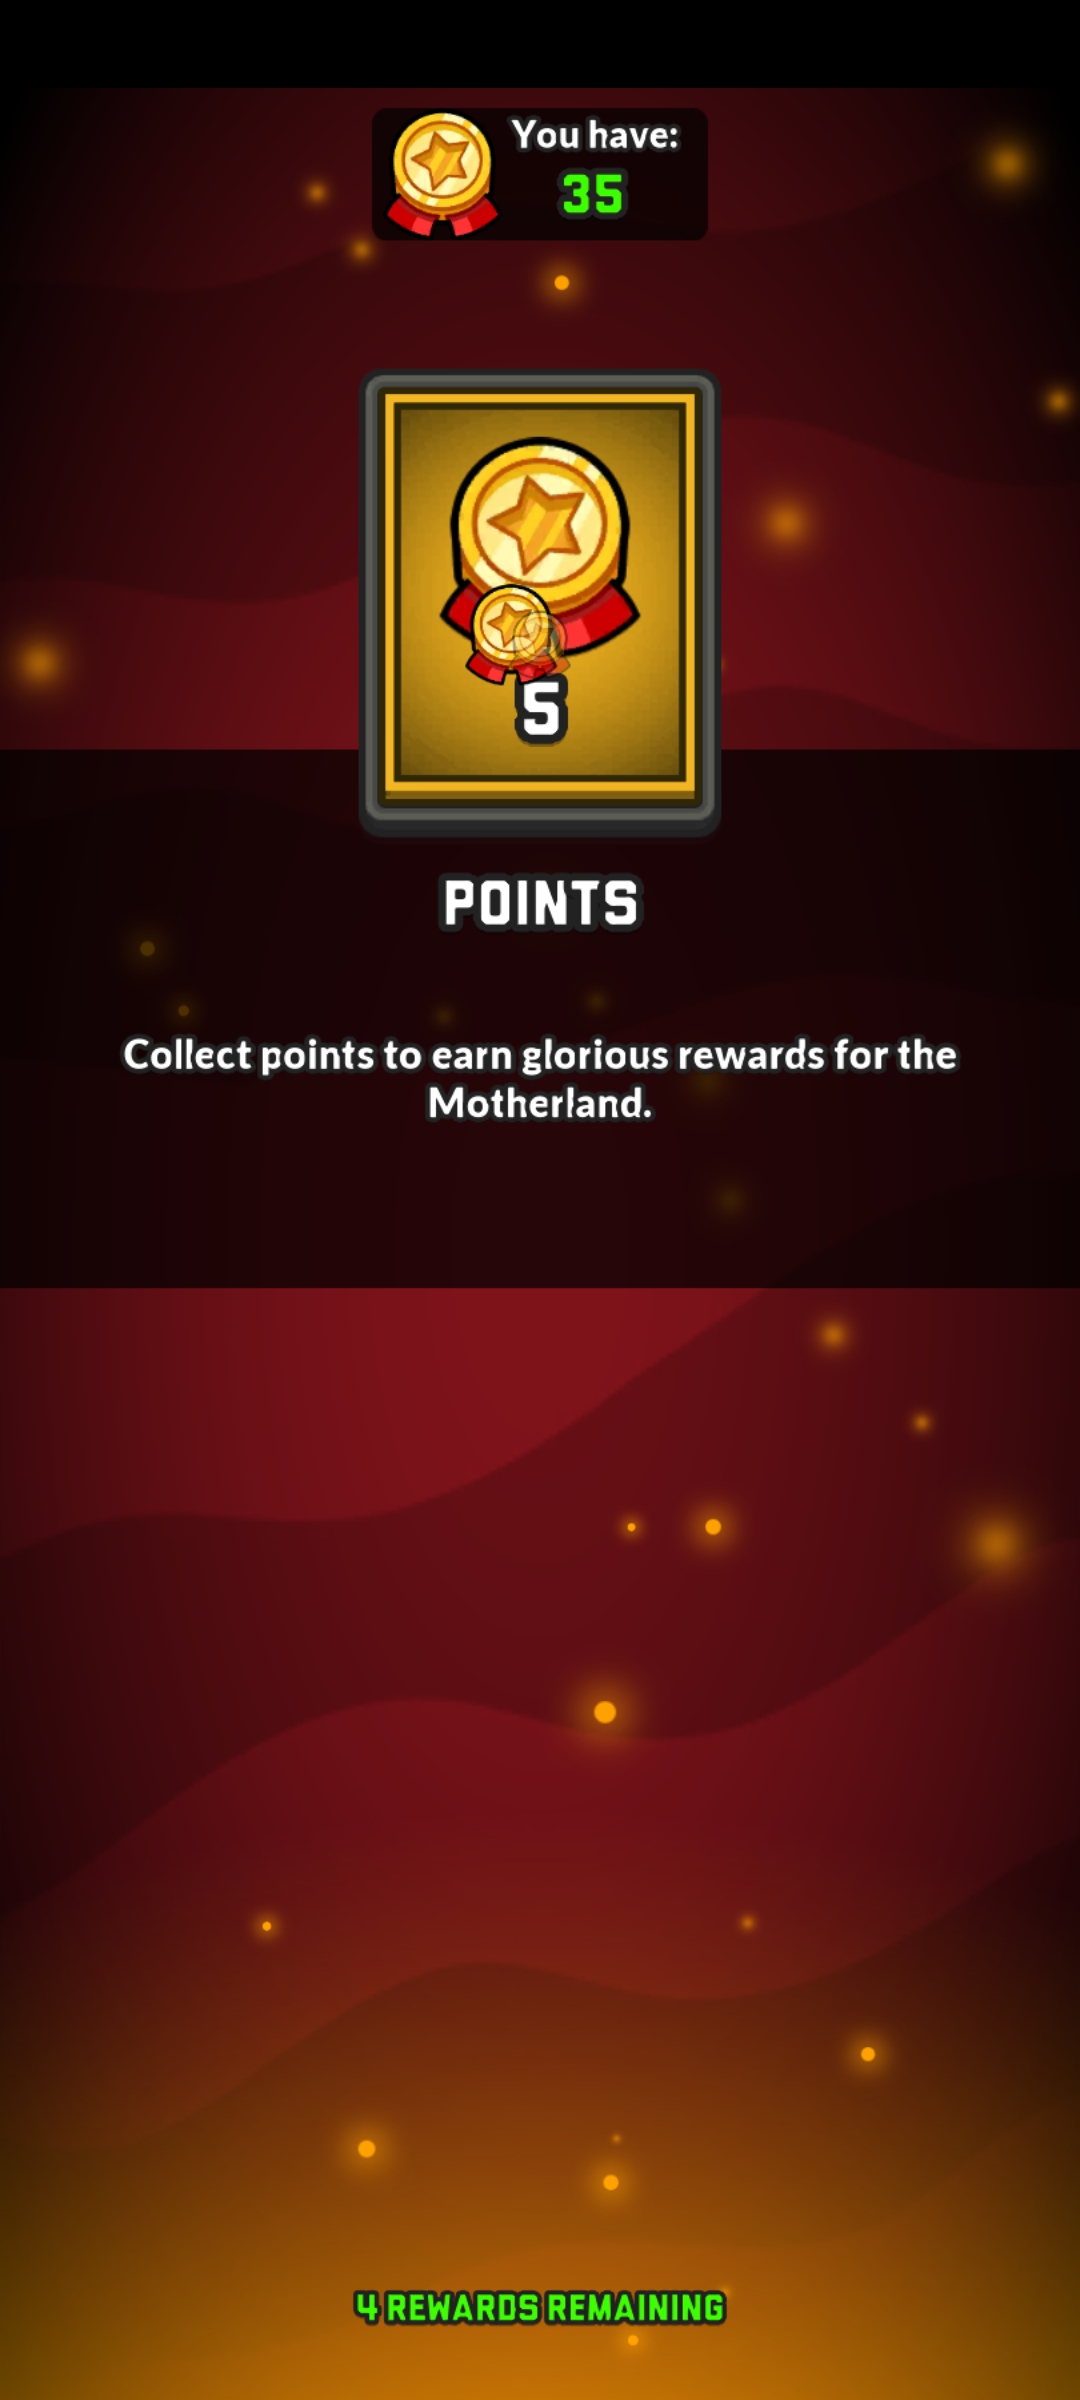 You have:
35
5
POINTS
Collect points to earn glorious rewards for the
Motherland.
4 REWARDS REMAINING